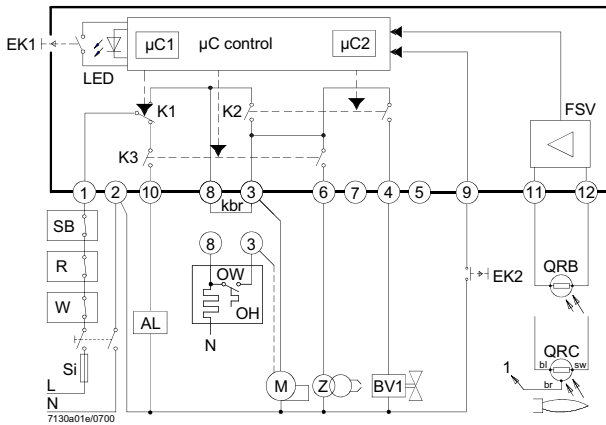 EK1
LED
µC1
µC control
µC2
K1
K2
K3
FSV
1
2
10
8
3
6
7
4
5
9
11
12
kbr
SB
R
W
Si
L
N
AL
8
3
OW
OH
N
M
Z
BV1
EK2
QRB
QRC
bl
sw
br
1
7130a01e/0700